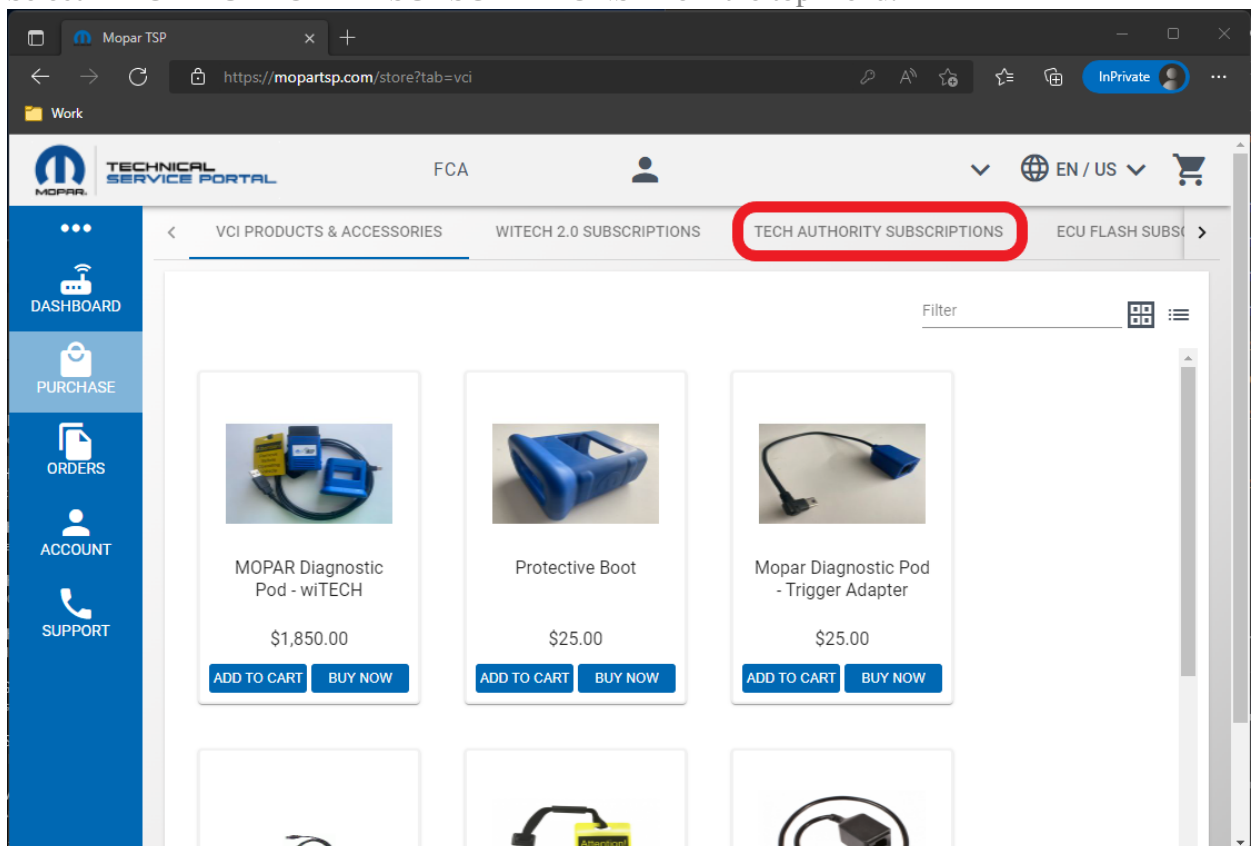 Mopar TSP
https://mopartsp.com/store?tab=vci
InPrivate
Work
MOPAR
TECHNICAL
SERVICE PORTAL
FCA
EN / US
VCI PRODUCTS & ACCESSORIES
WITECH 2.0 SUBSCRIPTIONS
TECH AUTHORITY SUBSCRIPTIONS
ECU FLASH
DASHBOARD
PURCHASE
ORDERS
ACCOUNT
SUPPORT
Filter
MOPAR Diagnostic
Pod - wiTECH
$1,850.00
ADD TO CART
BUY NOW
Protective Boot
$25.00
ADD TO CART
BUY NOW
Mopar Diagnostic Pod
- Trigger Adapter
$25.00
ADD TO CART
BUY NOW
Attention!